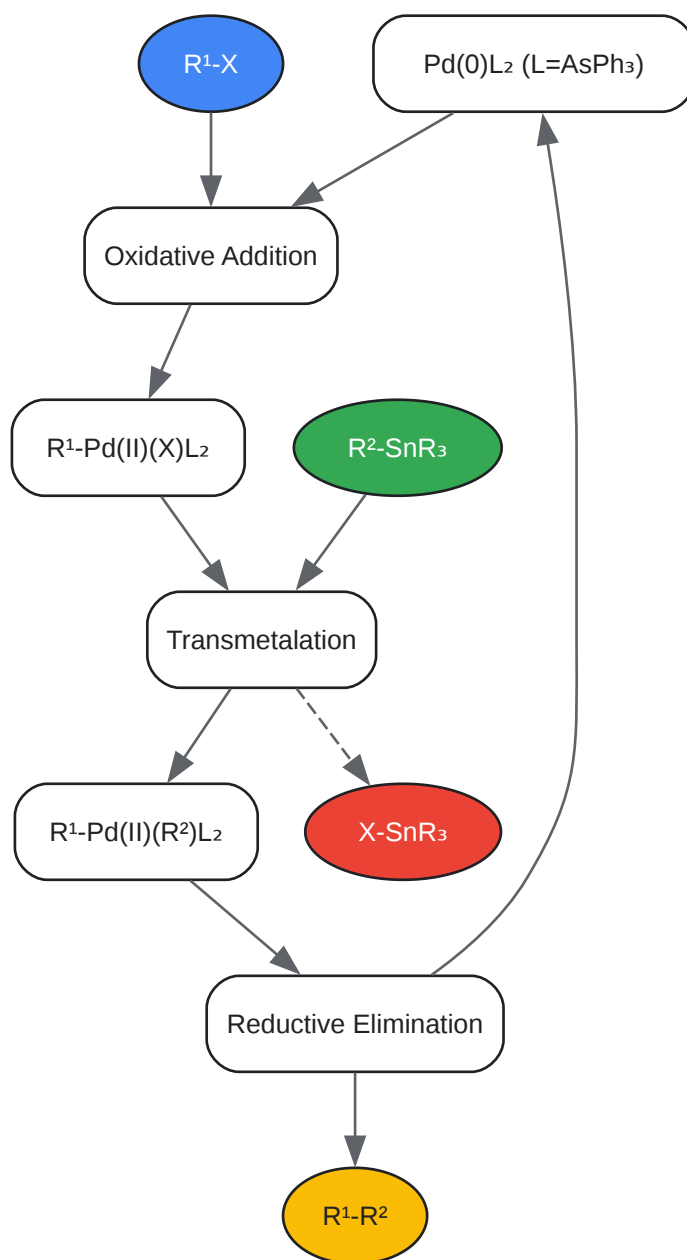 R¹-X
Pd(0)L₂ (L=AsPh₃)
Oxidative Addition
R¹-Pd(II)(X)L₂
R²-SnR₃
Transmetalation
R¹-Pd(II)(R²)L₂
X-SnR₃
Reductive Elimination
R¹-R²